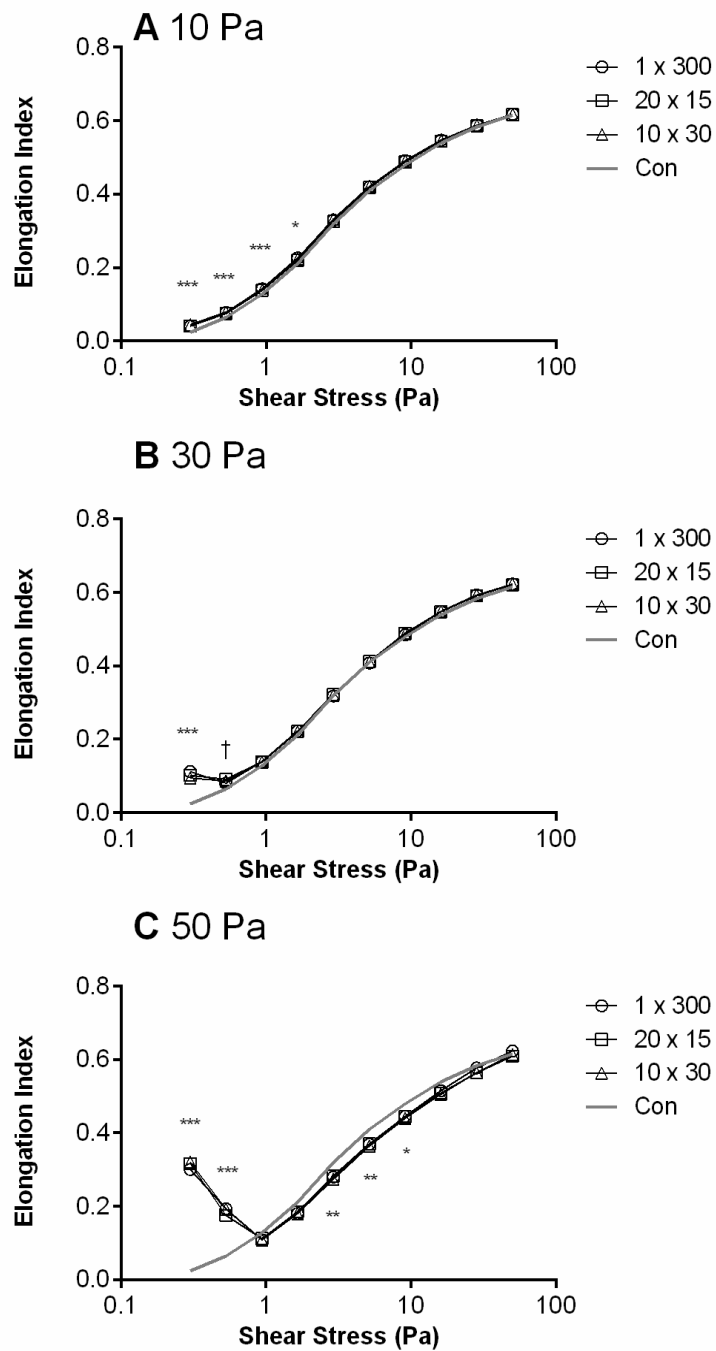 A 10 Pa
0.8
0.6
0.4
0.2
0.0
Elongation Index
***
***
***
*
0.1
1
10
100
Shear Stress (Pa)
1 x 300
20 x 15
10 x 30
Con
B 30 Pa
0.8
0.6
0.4
0.2
0.0
Elongation Index
***
†
0.1
1
10
100
Shear Stress (Pa)
1 x 300
20 x 15
10 x 30
Con
C 50 Pa
0.8
0.6
0.4
0.2
0.0
Elongation Index
***
***
**
**
*
0.1
1
10
100
Shear Stress (Pa)
1 x 300
20 x 15
10 x 30
Con